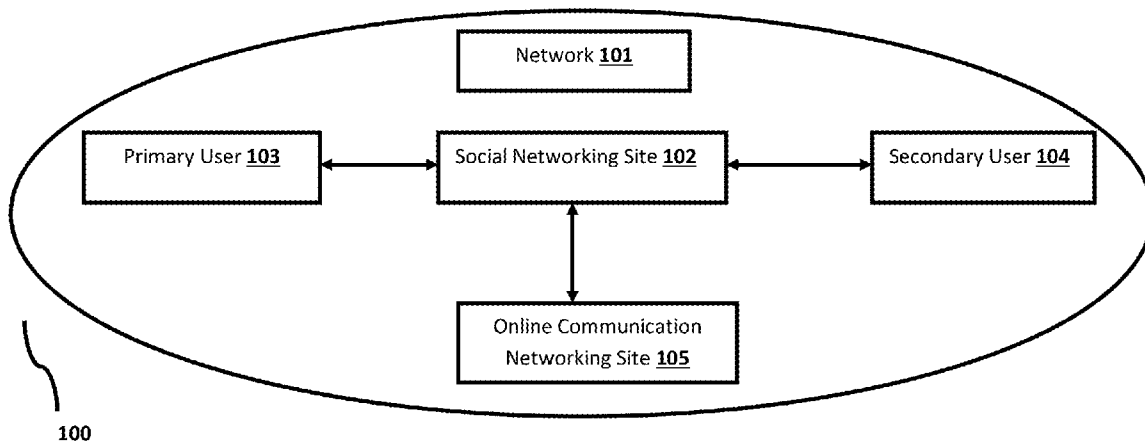 Network 101
Primary User 103
Social Networking Site 102
Secondary User 104
Online Communication
Networking Site 105
100